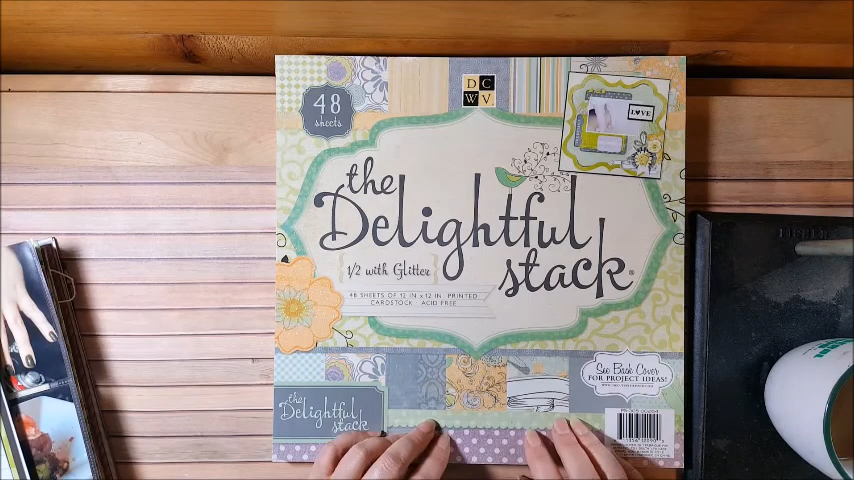 D C
W V
48
sheets
LOVE
the
Delightful
stack
1/2 with Glitter
48 SHEETS OF 12 IN x 12 IN PRINTED
CARDSTOCK ACID FREE
See Back Cover
FOR PROJECT IDEAS!
the
Delightful
stack